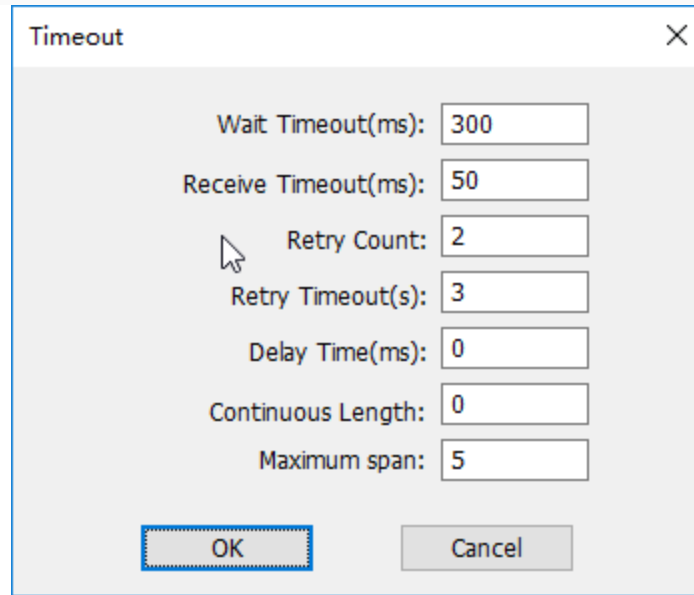 Timeout
Wait Timeout(ms): 300
Receive Timeout(ms): 50
Retry Count: 2
Retry Timeout(s): 3
Delay Time(ms): 0
Continuous Length: 0
Maximum span: 5
OK Cancel